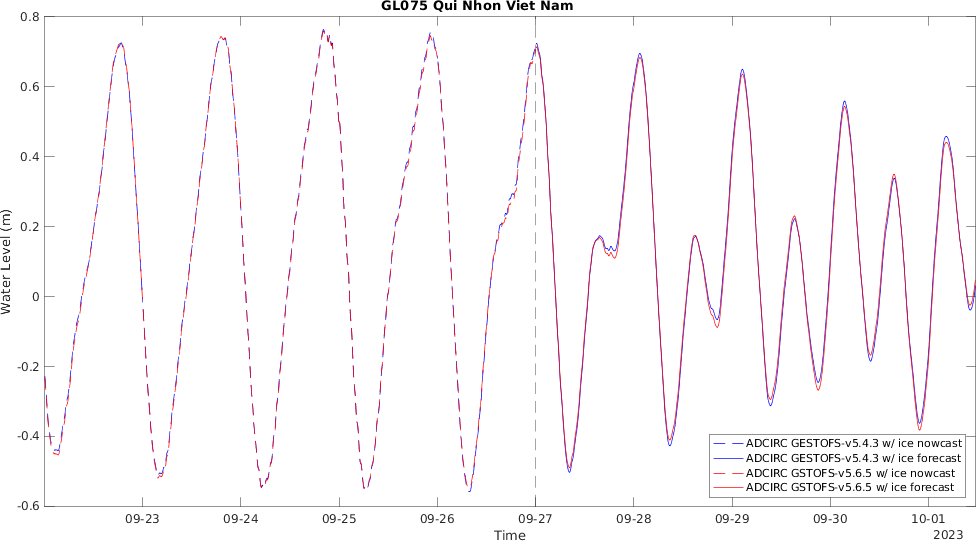 GL075 Qui Nhon Viet Nam
0.8
0.6
0.4
0.2
0
-0.2
-0.4
-0.6
Water Level (m)
ADCIRC GESTOFS-v5.4.3 w/ ice nowcast
ADCIRC GESTOFS-v5.4.3 w/ ice forecast
ADCIRC GSTOFS-v5.6.5 w/ ice nowcast
ADCIRC GSTOFS-v5.6.5 w/ ice forecast
09-23 09-24 09-25 09-26 09-27 09-28 09-29 09-30 10-01
Time
2023